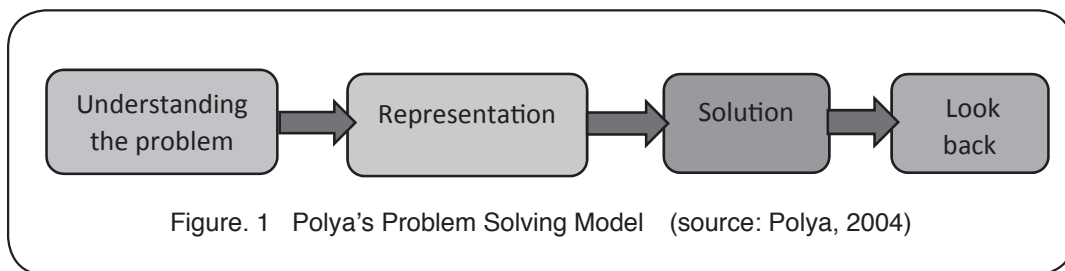 Understanding
the problem
Representation
Solution
Look
back
Figure. 1 Polya's Problem Solving Model (source: Polya, 2004)